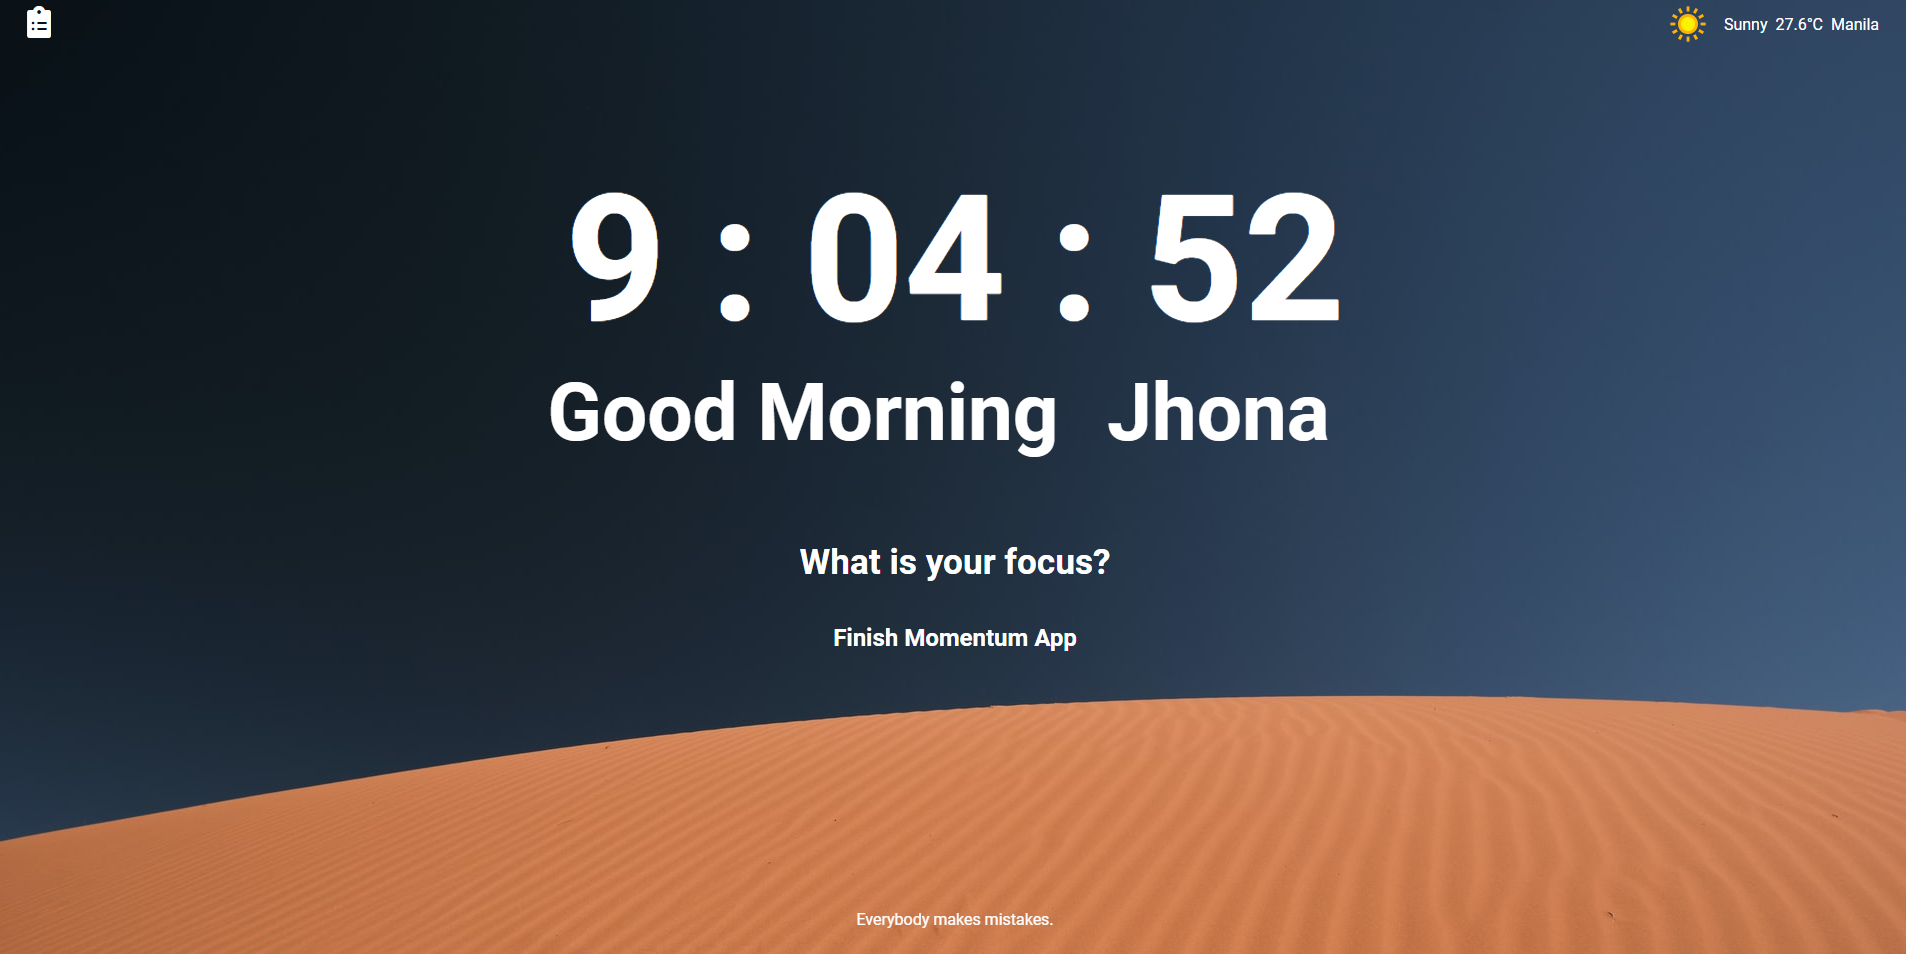 Sunny 27.6°C Manila
9 : 04 : 52
Good Morning Jhona
What is your focus?
Finish Momentum App
Everybody makes mistakes.